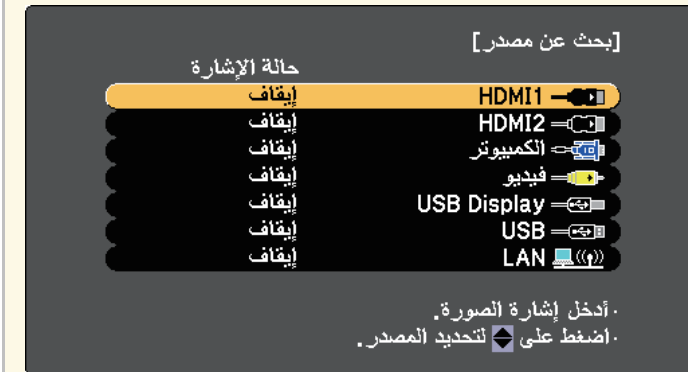 [بحث عن مصدر]
حالة الإشارة
HDMI1 إيقاف
HDMI2 إيقاف
الكمبيوتر إيقاف
فيديو إيقاف
USB Display إيقاف
USB إيقاف
LAN إيقاف
·أدخل إشارة الصورة.
·اضغط على لتحديد المصدر.